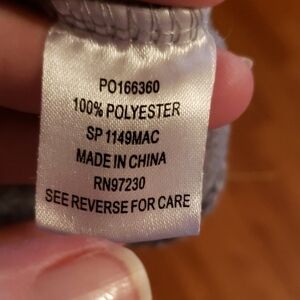 PO166360
100% POLYESTER
SP 1149MAC
MADE IN CHINA
RN97230
SEE REVERSE FOR CARE